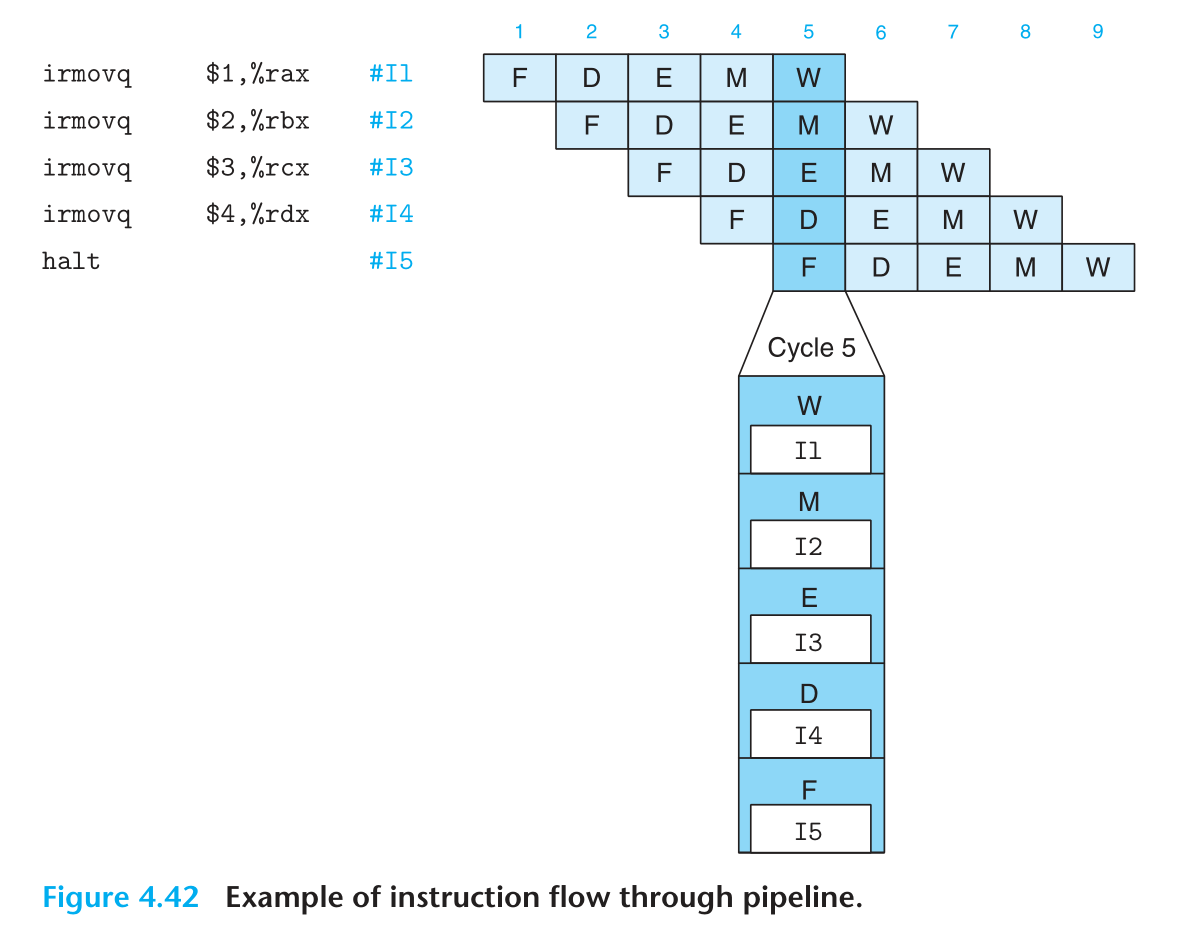 1 2 3 4 5 6 7 8 9
irmovq $1,%rax #I1 F D E M W
irmovq $2,%rbx #I2 F D E M W
irmovq $3,%rcx #I3 F D E M W
irmovq $4,%rdx #I4 F D E M W
halt #I5 F D E M W
Cycle 5
W
I1
M
I2
E
I3
D
I4
F
I5
Figure 4.42 Example of instruction flow through pipeline.